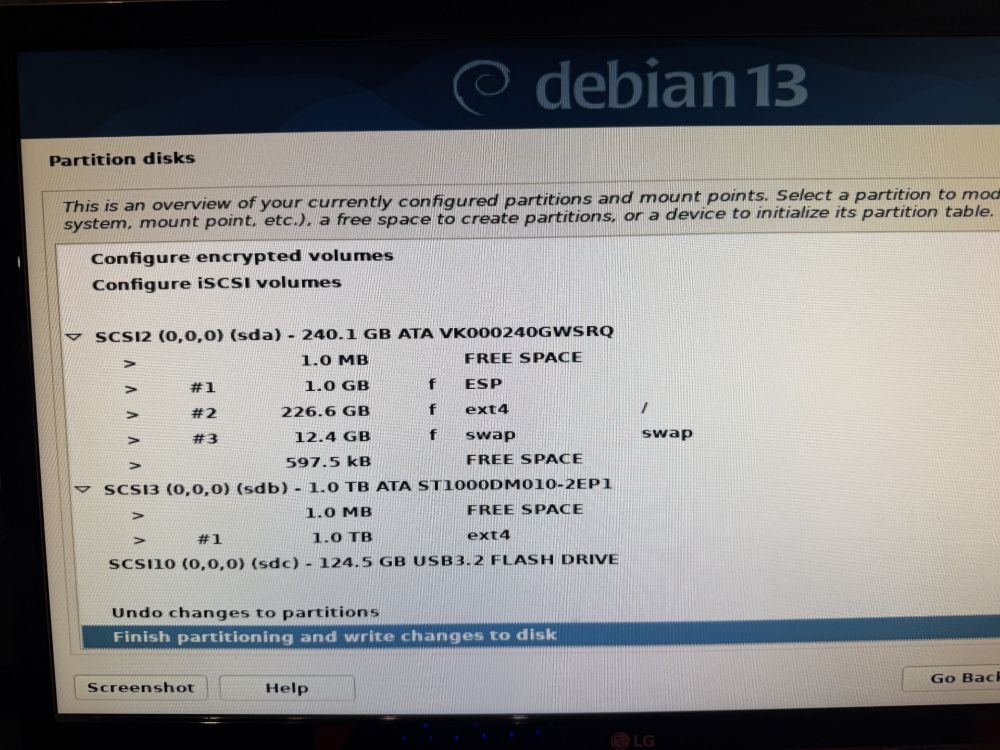 debian 13
Partition disks
This is an overview of your currently configured partitions and mount points. Select a partition to mod
system, mount point, etc.), a free space to create partitions, or a device to initialize its partition table.
Configure encrypted volumes
Configure iSCSI volumes
SCSI2 (0,0,0) (sda) - 240.1 GB ATA VK000240GWSRQ
> 1.0 MB FREE SPACE
> #1 1.0 GB f ESP
> #2 226.6 GB f ext4 /
> #3 12.4 GB f swap swap
> 597.5 kB FREE SPACE
SCSI3 (0,0,0) (sdb) - 1.0 TB ATA ST1000DM010-2EP1
> 1.0 MB FREE SPACE
> #1 1.0 TB ext4
SCSI10 (0,0,0) (sdc) - 124.5 GB USB3.2 FLASH DRIVE
Undo changes to partitions
Finish partitioning and write changes to disk
Screenshot Help Go Back
LG